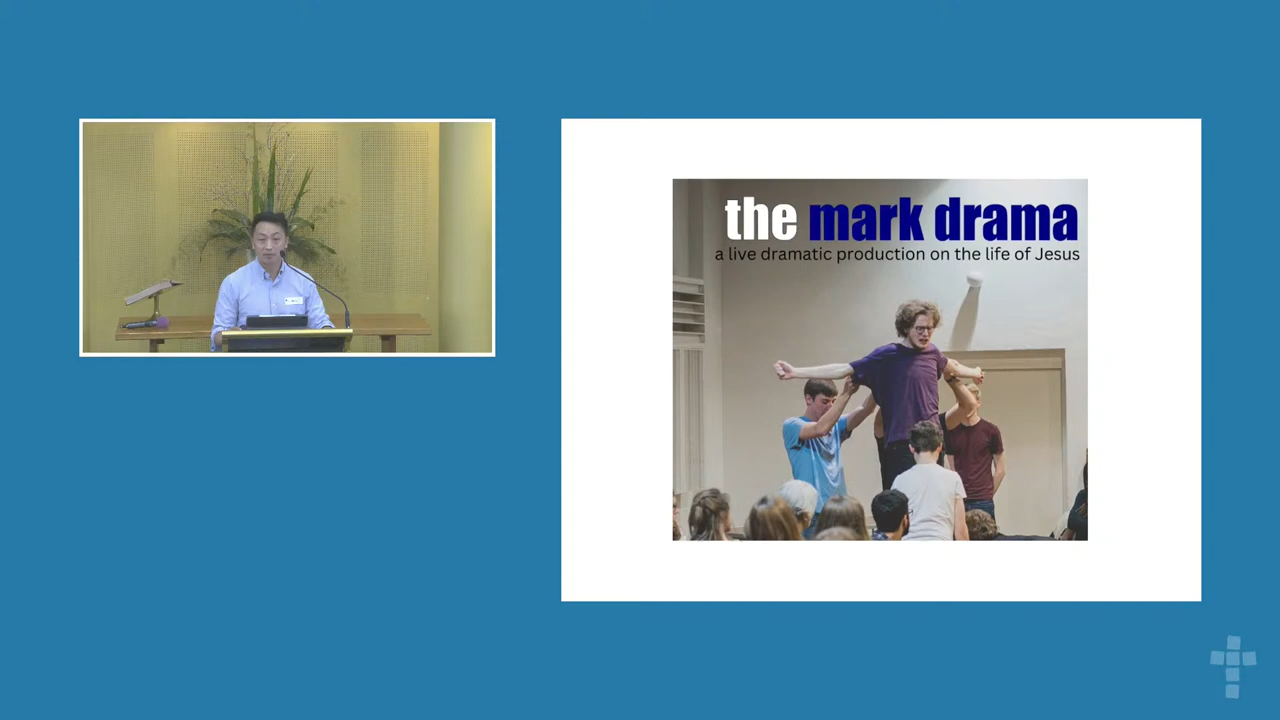 the mark drama
a live dramatic production on the life of Jesus